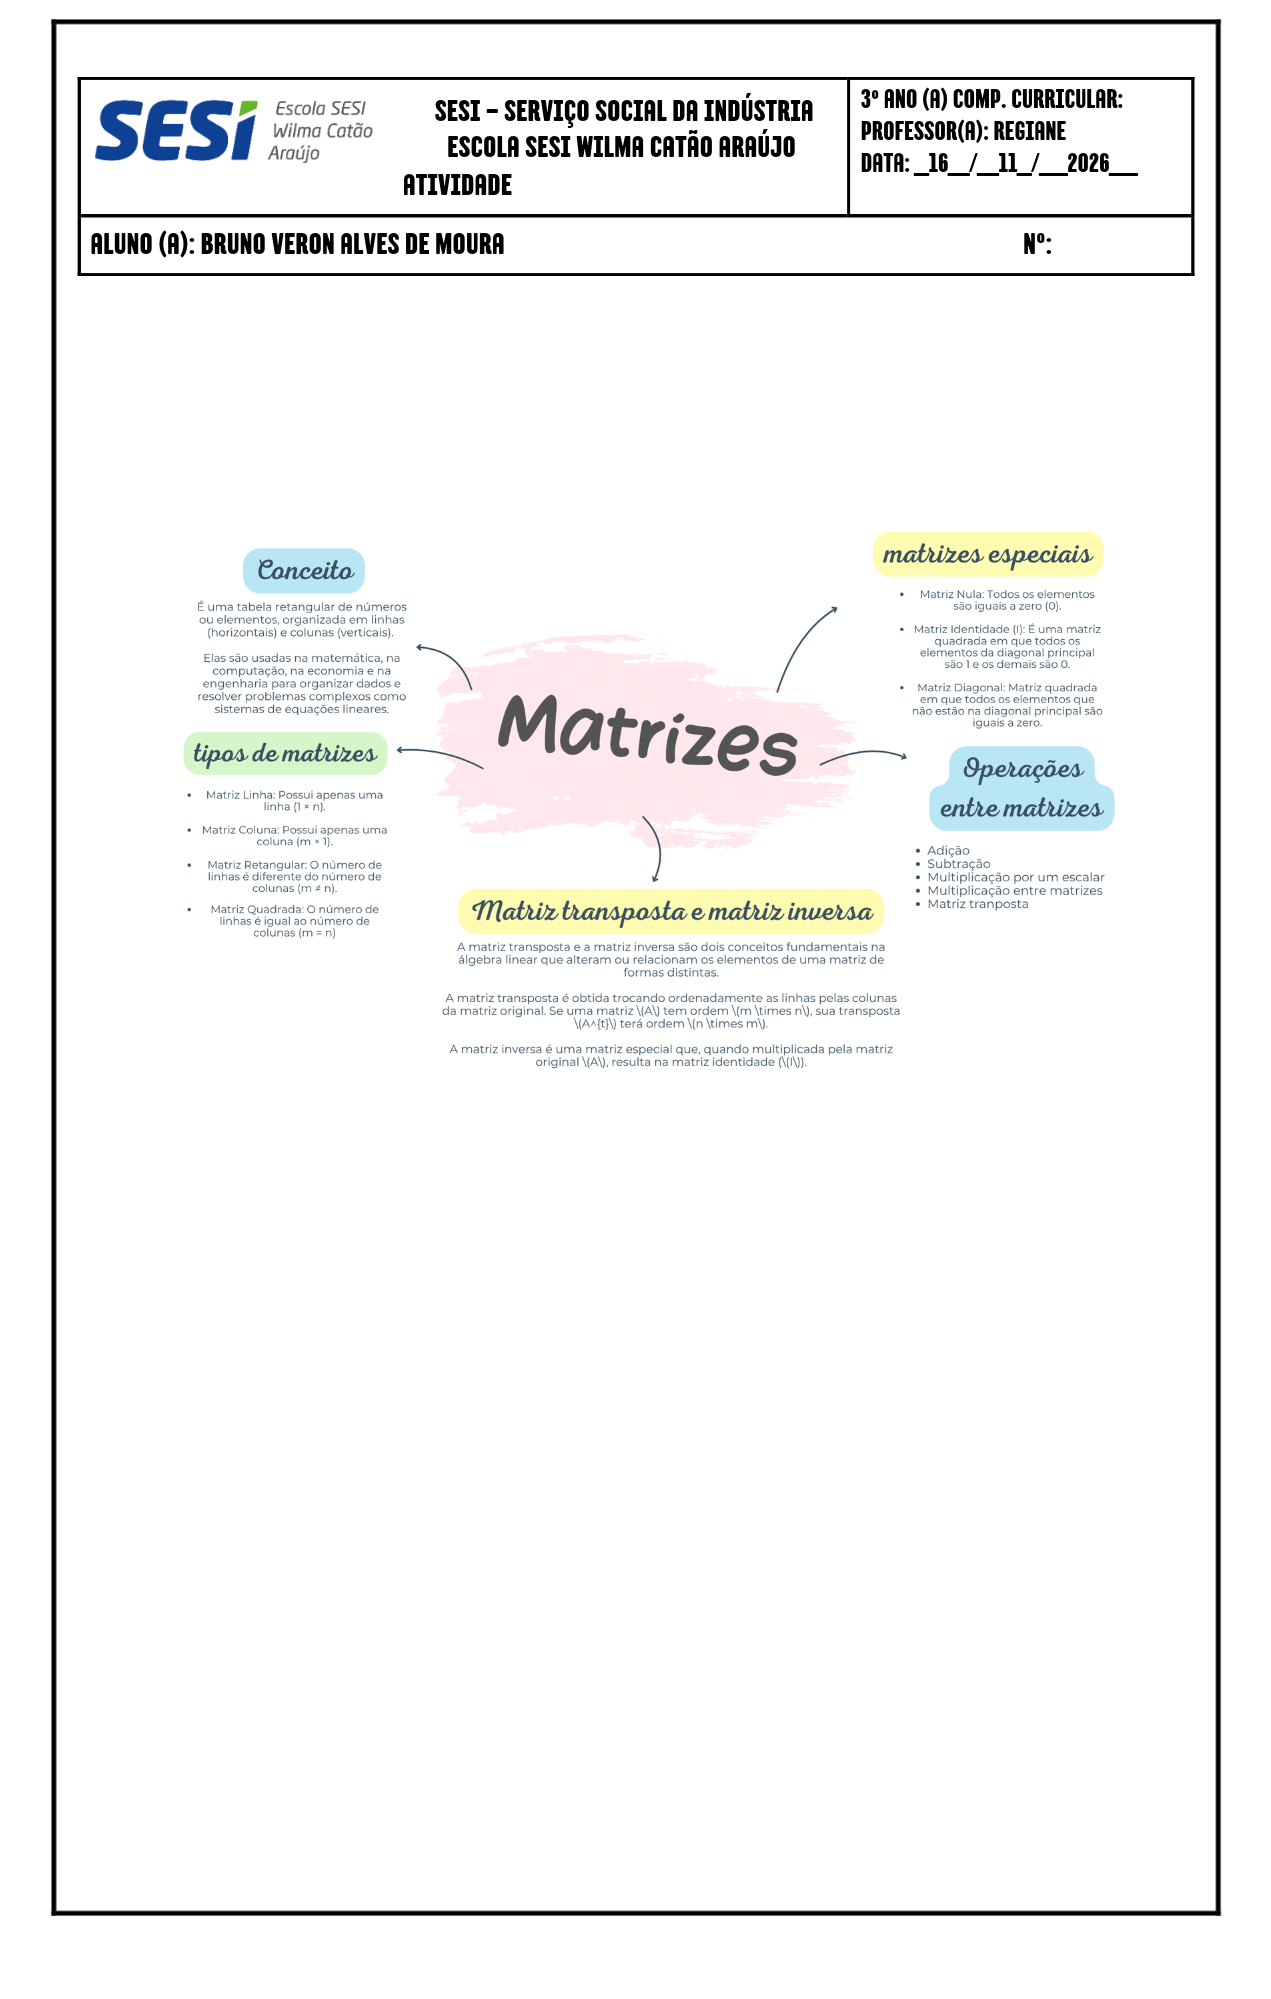 SESI
Escola SESI
Wilma Catão
Araújo
SESI – SERVIÇO SOCIAL DA INDÚSTRIA
ESCOLA SESI WILMA CATÃO ARAÚJO
ATIVIDADE
3º ANO (A) COMP. CURRICULAR:
PROFESSOR(A): REGIANE
DATA: _16__/__11_/___2026___
ALUNO (A): BRUNO VERON ALVES DE MOURA
Nº:
Conceito
É uma tabela retangular de números
ou elementos, organizada em linhas
(horizontais) e colunas (verticais).
Elas são usadas na matemática, na
computação, na economia e na
engenharia para organizar dados e
resolver problemas complexos como
sistemas de equações lineares.
tipos de matrizes
• Matriz Linha: Possui apenas uma
linha (1 × n).
• Matriz Coluna: Possui apenas uma
coluna (m × 1).
• Matriz Retangular: O número de
linhas é diferente do número de
colunas (m ≠ n).
• Matriz Quadrada: O número de
linhas é igual ao número de
colunas (m = n)
Matrizes
matrizes especiais
• Matriz Nula: Todos os elementos
são iguais a zero (0).
• Matriz Identidade (I): É uma matriz
quadrada em que todos os
elementos da diagonal principal
são 1 e os demais são 0.
• Matriz Diagonal: Matriz quadrada
em que todos os elementos que
não estão na diagonal principal são
iguais a zero.
Operações
entre matrizes
• Adição
• Subtração
• Multiplicação por um escalar
• Multiplicação entre matrizes
• Matriz tranposta
Matriz transposta e matriz inversa
A matriz transposta e a matriz inversa são dois conceitos fundamentais na
álgebra linear que alteram ou relacionam os elementos de uma matriz de
formas distintas.
A matriz transposta é obtida trocando ordenadamente as linhas pelas colunas
da matriz original. Se uma matriz \(A\) tem ordem \(m \times n\), sua transposta
\(A^{t}\) terá ordem \(n \times m\).
A matriz inversa é uma matriz especial que, quando multiplicada pela matriz
original \(A\), resulta na matriz identidade (\(I\)).